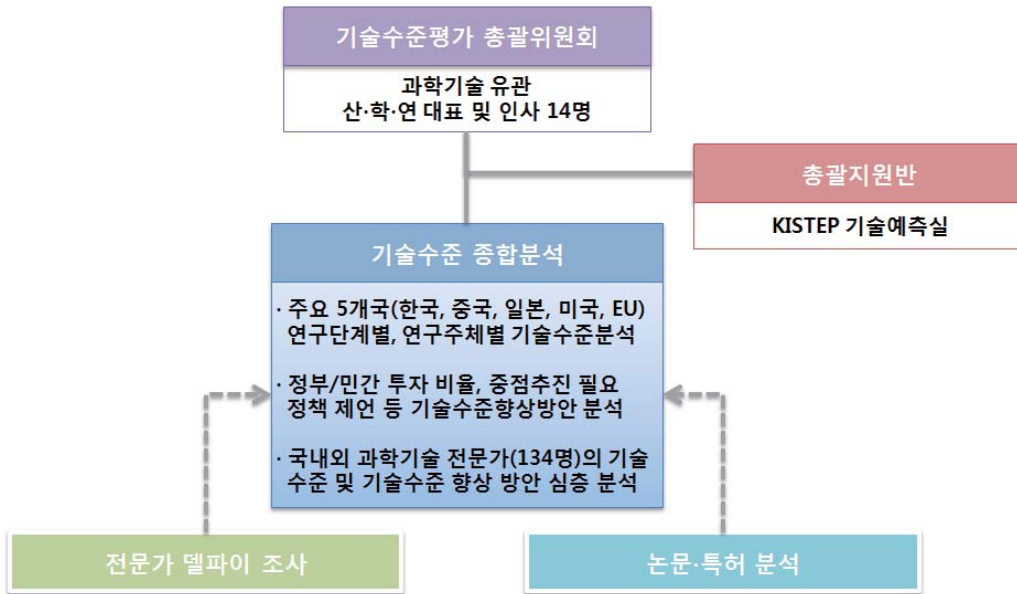 기술수준평가 총괄위원회
과학기술 유관
산·학·연 대표 및 인사 14명
총괄지원반
KISTEP 기술예측실
기술수준 종합분석
· 주요 5개국(한국, 중국, 일본, 미국, EU)
연구단계별, 연구주체별 기술수준분석
· 정부/민간 투자 비율, 중점추진 필요
정책 제언 등 기술수준향상방안 분석
· 국내외 과학기술 전문가(134명)의 기술
수준 및 기술수준 향상 방안 심층 분석
전문가 델파이 조사
논문·특허 분석